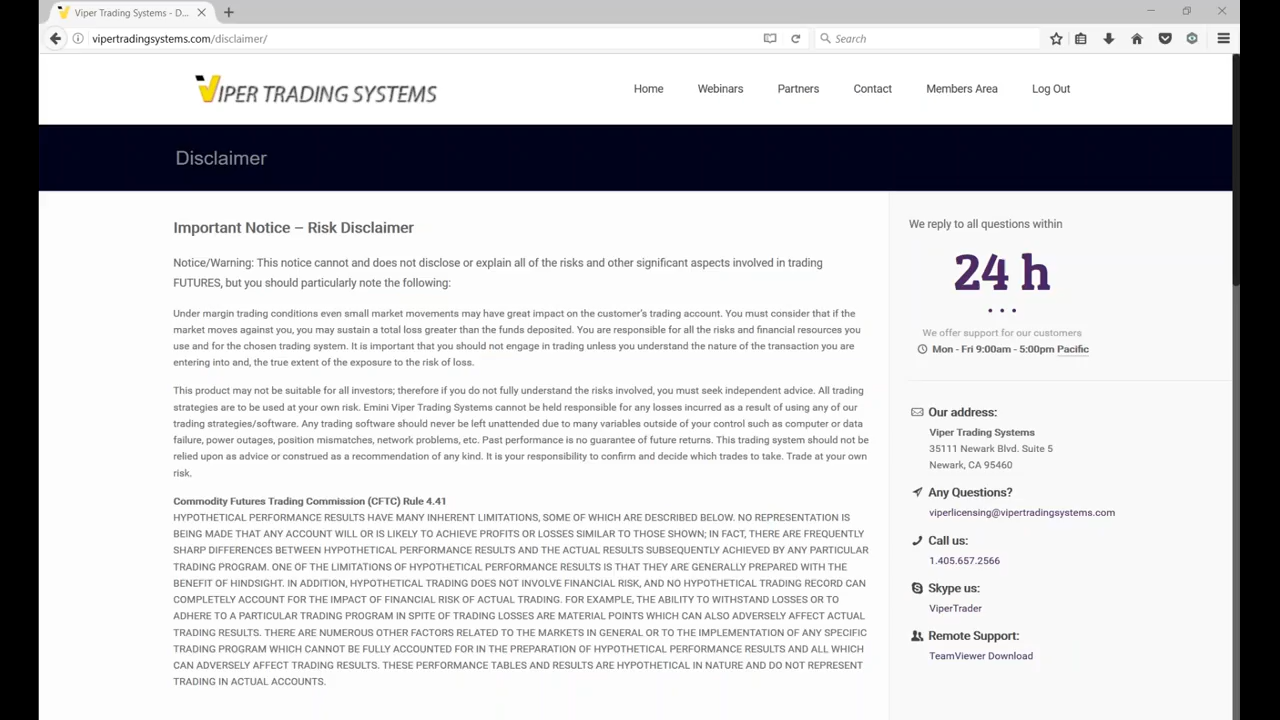 Viper Trading Systems - D...
vipertradingsystems.com/disclaimer/
Search
VIPER TRADING SYSTEMS
Home
Webinars
Partners
Contact
Members Area
Log Out
Disclaimer
Important Notice – Risk Disclaimer
Notice/Warning: This notice cannot and does not disclose or explain all of the risks and other significant aspects involved in trading
FUTURES, but you should particularly note the following:
Under margin trading conditions even small market movements may have great impact on the customer's trading account. You must consider that if the
market moves against you, you may sustain a total loss greater than the funds deposited. You are responsible for all the risks and financial resources you
use and for the chosen trading system. It is important that you should not engage in trading unless you understand the nature of the transaction you are
entering into and, the true extent of the exposure to the risk of loss.
This product may not be suitable for all investors; therefore if you do not fully understand the risks involved, you must seek independent advice. All trading
strategies are to be used at your own risk. Emini Viper Trading Systems cannot be held responsible for any losses incurred as a result of using any of our
trading strategies/software. Any trading software should never be left unattended due to many variables outside of your control such as computer or data
failure, power outages, position mismatches, network problems, etc. Past performance is no guarantee of future returns. This trading system should not be
relied upon as advice or construed as a recommendation of any kind. It is your responsibility to confirm and decide which trades to take. Trade at your own
risk.
Commodity Futures Trading Commission (CFTC) Rule 4.41
HYPOTHETICAL PERFORMANCE RESULTS HAVE MANY INHERENT LIMITATIONS, SOME OF WHICH ARE DESCRIBED BELOW. NO REPRESENTATION IS
BEING MADE THAT ANY ACCOUNT WILL OR IS LIKELY TO ACHIEVE PROFITS OR LOSSES SIMILAR TO THOSE SHOWN; IN FACT, THERE ARE FREQUENTLY
SHARP DIFFERENCES BETWEEN HYPOTHETICAL PERFORMANCE RESULTS AND THE ACTUAL RESULTS SUBSEQUENTLY ACHIEVED BY ANY PARTICULAR
TRADING PROGRAM. ONE OF THE LIMITATIONS OF HYPOTHETICAL PERFORMANCE RESULTS IS THAT THEY ARE GENERALLY PREPARED WITH THE
BENEFIT OF HINDSIGHT. IN ADDITION, HYPOTHETICAL TRADING DOES NOT INVOLVE FINANCIAL RISK, AND NO HYPOTHETICAL TRADING RECORD CAN
COMPLETELY ACCOUNT FOR THE IMPACT OF FINANCIAL RISK OF ACTUAL TRADING. FOR EXAMPLE, THE ABILITY TO WITHSTAND LOSSES OR TO
ADHERE TO A PARTICULAR TRADING PROGRAM IN SPITE OF TRADING LOSSES ARE MATERIAL POINTS WHICH CAN ALSO ADVERSELY AFFECT ACTUAL
TRADING RESULTS. THERE ARE NUMEROUS OTHER FACTORS RELATED TO THE MARKETS IN GENERAL OR TO THE IMPLEMENTATION OF ANY SPECIFIC
TRADING PROGRAM WHICH CANNOT BE FULLY ACCOUNTED FOR IN THE PREPARATION OF HYPOTHETICAL PERFORMANCE RESULTS AND ALL WHICH
CAN ADVERSELY AFFECT TRADING RESULTS. THESE PERFORMANCE TABLES AND RESULTS ARE HYPOTHETICAL IN NATURE AND DO NOT REPRESENT
TRADING IN ACTUAL ACCOUNTS.
We reply to all questions within
24 h
We offer support for our customers
Mon - Fri 9:00am - 5:00pm Pacific
Our address:
Viper Trading Systems
35111 Newark Blvd. Suite 5
Newark, CA 95460
Any Questions?
viperlicensing@vipertradingsystems.com
Call us:
1.405.657.2566
Skype us:
ViperTrader
Remote Support:
TeamViewer Download